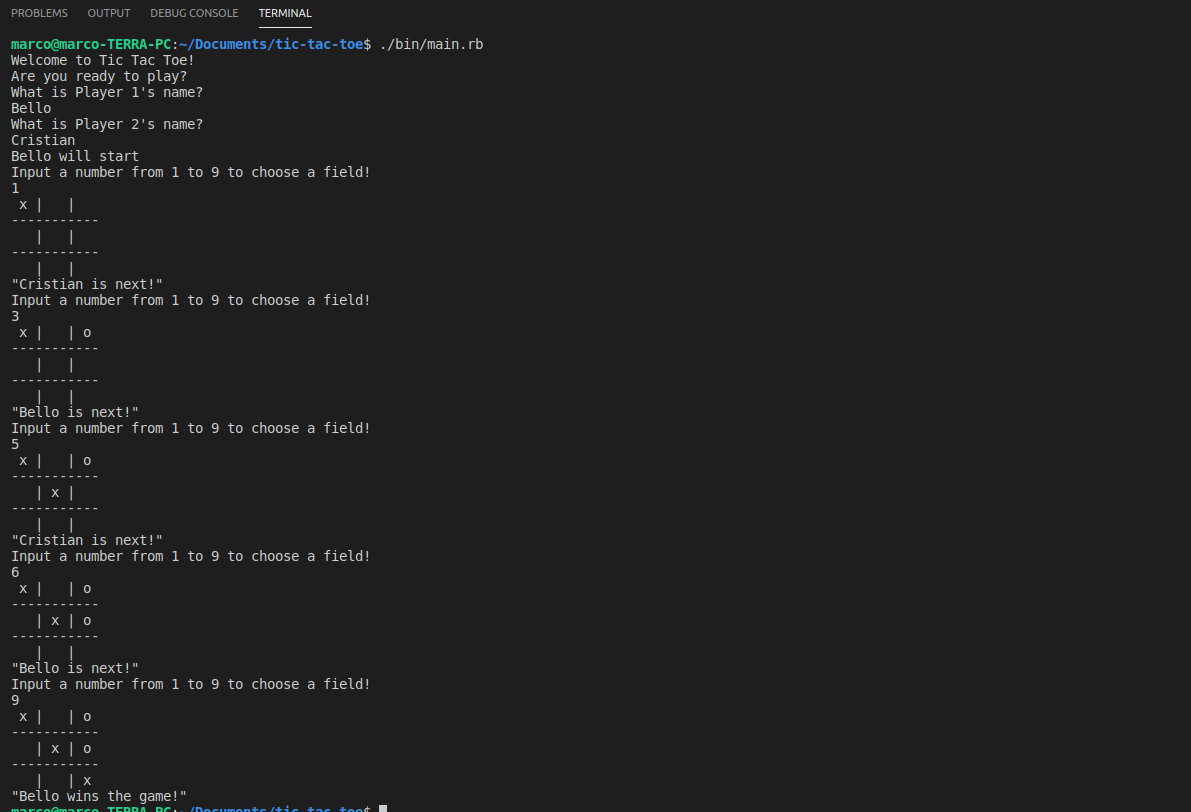 PROBLEMS OUTPUT DEBUG CONSOLE TERMINAL
marco@marco-TERRA-PC:~/Documents/tic-tac-toe$ ./bin/main.rb
Welcome to Tic Tac Toe!
Are you ready to play?
What is Player 1's name?
Bello
What is Player 2's name?
Cristian
Bello will start
Input a number from 1 to 9 to choose a field!
1
 x |   |
-----------
   |   |
-----------
   |   |
"Cristian is next!"
Input a number from 1 to 9 to choose a field!
3
 x |   | o
-----------
   |   |
-----------
   |   |
"Bello is next!"
Input a number from 1 to 9 to choose a field!
5
 x |   | o
-----------
   | x |
-----------
   |   |
"Cristian is next!"
Input a number from 1 to 9 to choose a field!
6
 x |   | o
-----------
   | x | o
-----------
   |   |
"Bello is next!"
Input a number from 1 to 9 to choose a field!
9
 x |   | o
-----------
   | x | o
-----------
   |   | x
"Bello wins the game!"
marco@marco-TERRA-PC:~/Documents/tic-tac-toe$